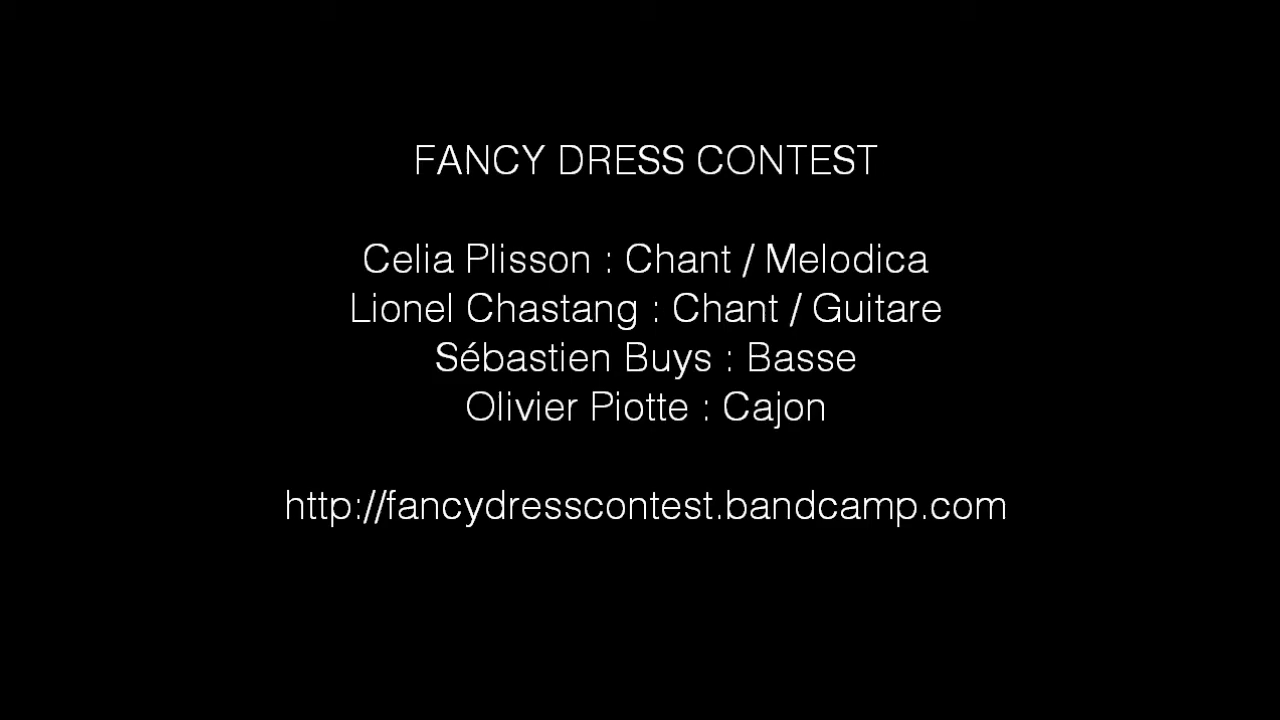 FANCY DRESS CONTEST
Celia Plisson : Chant / Melodica
Lionel Chastang : Chant / Guitare
Sébastien Buys : Basse
Olivier Piotte : Cajon
http://fancydresscontest.bandcamp.com